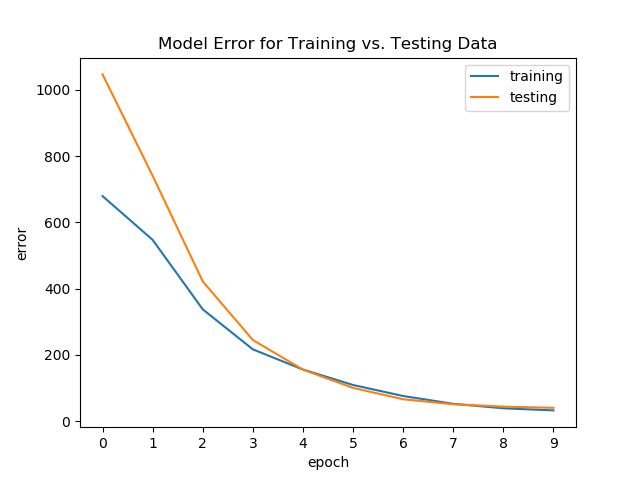 Model Error for Training vs. Testing Data
training
testing
1000
800
600
400
200
0
error
0 1 2 3 4 5 6 7 8 9
epoch